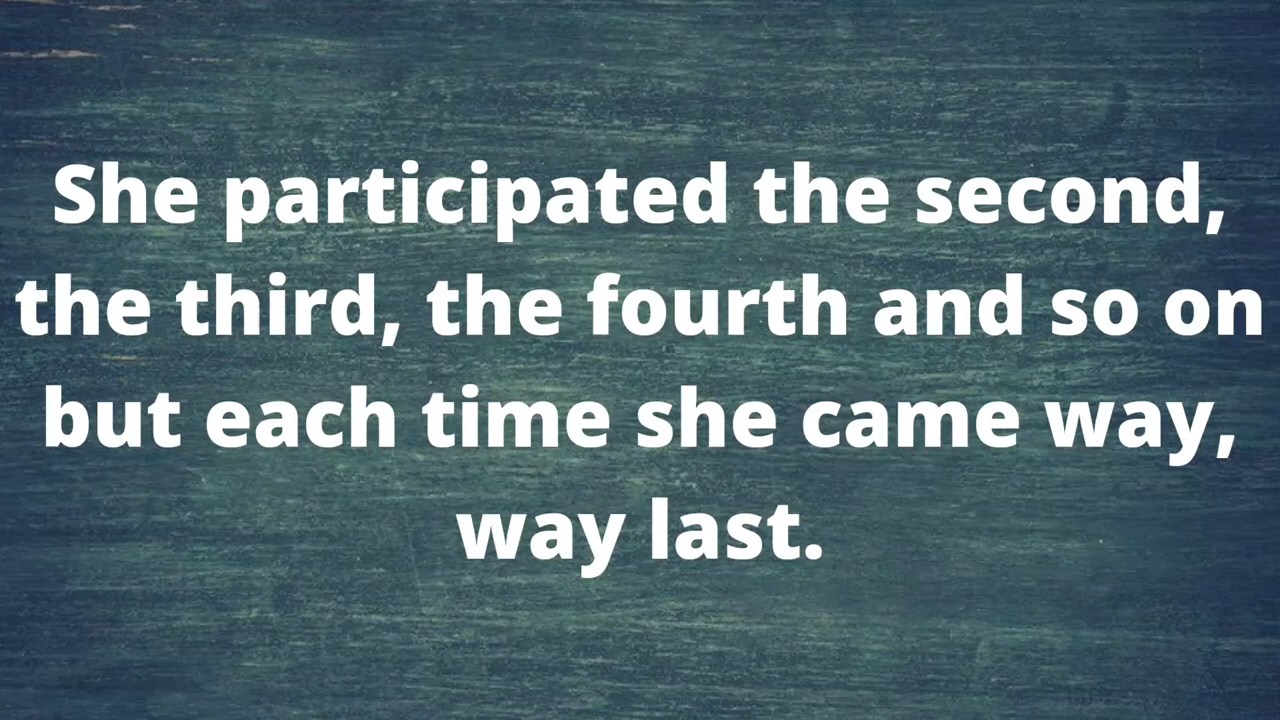 She participated the second,
the third, the fourth and so on
but each time she came way,
way last.